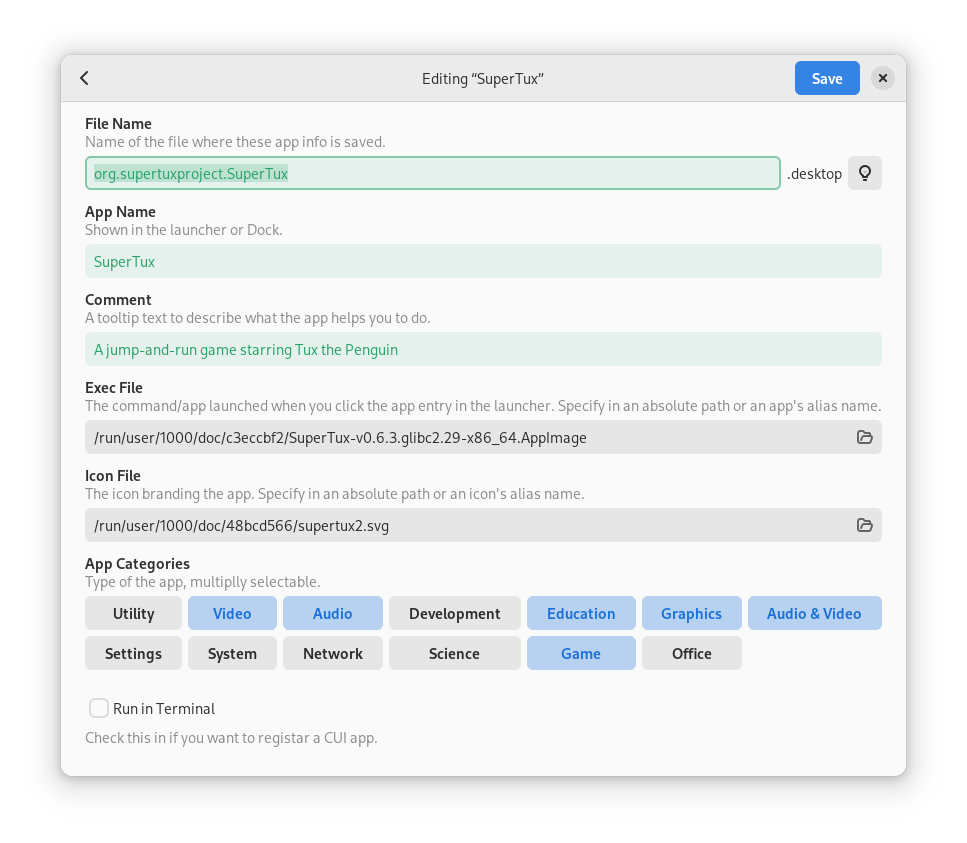 Editing “SuperTux”
Save
File Name
Name of the file where these app info is saved.
org.supertuxproject.SuperTux .desktop
App Name
Shown in the launcher or Dock.
SuperTux
Comment
A tooltip text to describe what the app helps you to do.
A jump-and-run game starring Tux the Penguin
Exec File
The command/app launched when you click the app entry in the launcher. Specify in an absolute path or an app's alias name.
/run/user/1000/doc/c3eccbf2/SuperTux-v0.6.3.glibc2.29-x86_64.AppImage
Icon File
The icon branding the app. Specify in an absolute path or an icon's alias name.
/run/user/1000/doc/48bcd566/supertux2.svg
App Categories
Type of the app, multiplly selectable.
Utility Video Audio Development Education Graphics Audio & Video
Settings System Network Science Game Office
Run in Terminal
Check this in if you want to registar a CUI app.